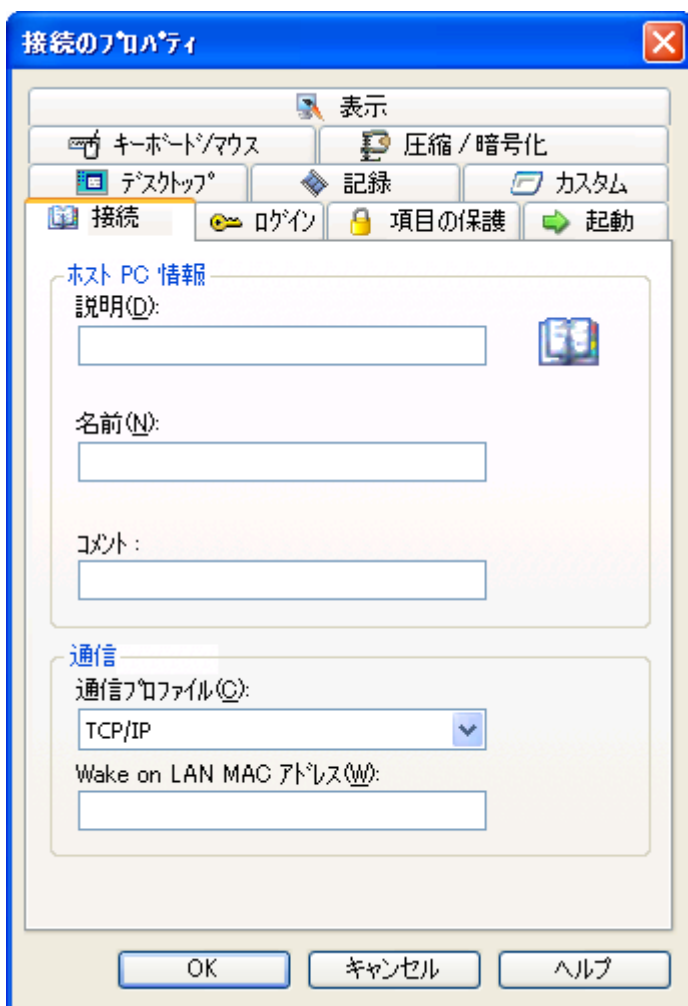 接続のﾌﾟﾛﾊﾟﾃｨ
表示
ｷｰﾎﾞｰﾄﾞ/ﾏｳｽ
圧縮 / 暗号化
ﾃﾞｽｸﾄｯﾌﾟ
記録
カスタム
接続
ﾛｸﾞｲﾝ
項目の保護
起動
ﾎｽﾄ PC 情報
説明(D):
名前(N):
ｺﾒﾝﾄ :
通信
通信ﾌﾟﾛﾌｧｲﾙ(C):
TCP/IP
Wake on LAN MAC ｱﾄﾞﾚｽ(W):
OK
キャンセル
ヘルプ